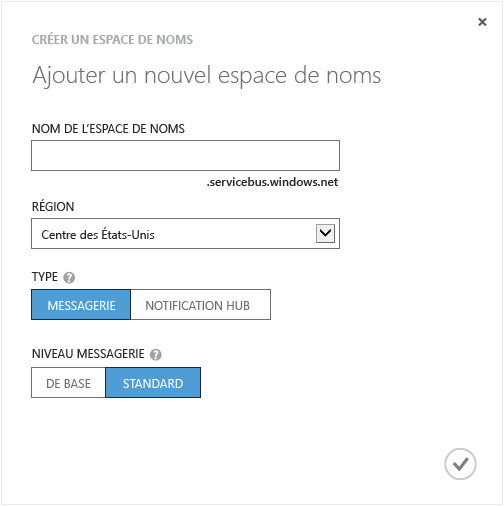 CRÉER UN ESPACE DE NOMS
Ajouter un nouvel espace de noms
NOM DE L'ESPACE DE NOMS
.servicebus.windows.net
RÉGION
Centre des États-Unis
TYPE ?
MESSAGERIE NOTIFICATION HUB
NIVEAU MESSAGERIE ?
DE BASE STANDARD